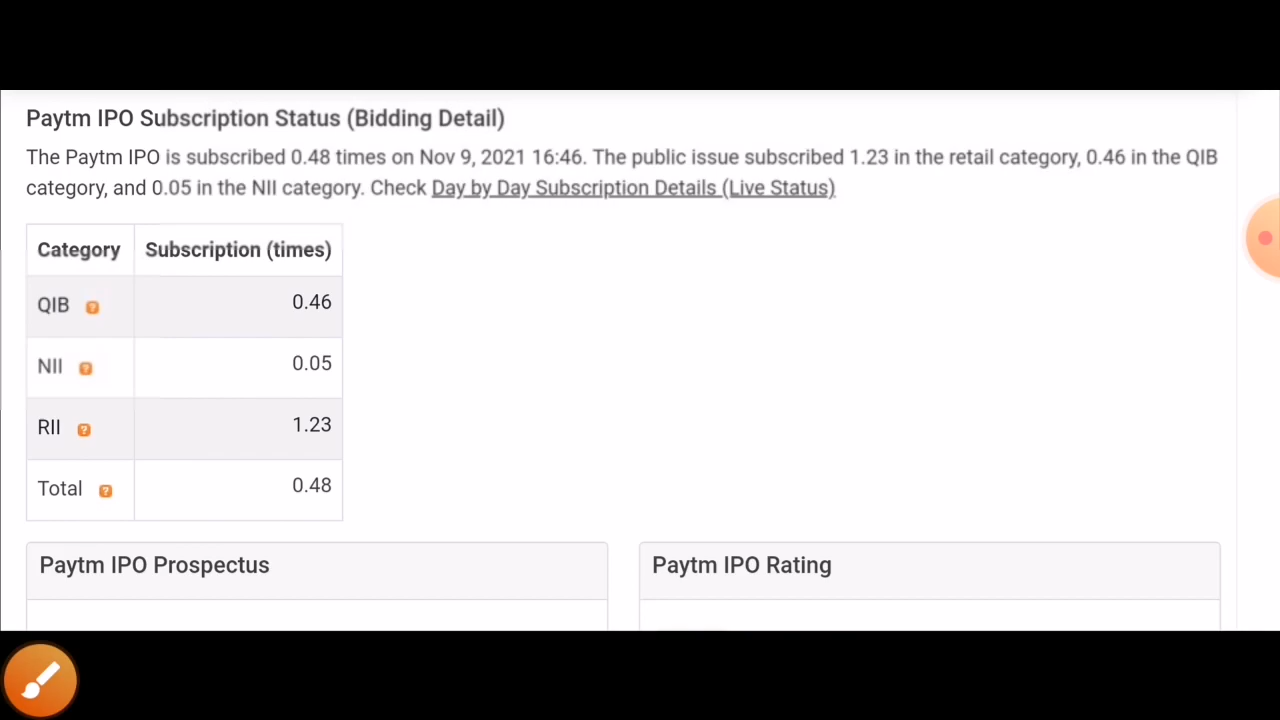 Paytm IPO Subscription Status (Bidding Detail)
The Paytm IPO is subscribed 0.48 times on Nov 9, 2021 16:46. The public issue subscribed 1.23 in the retail category, 0.46 in the QIB
category, and 0.05 in the NII category. Check Day by Day Subscription Details (Live Status)
Category Subscription (times)
QIB ? 0.46
NII ? 0.05
RII ? 1.23
Total ? 0.48
Paytm IPO Prospectus
Paytm IPO Rating